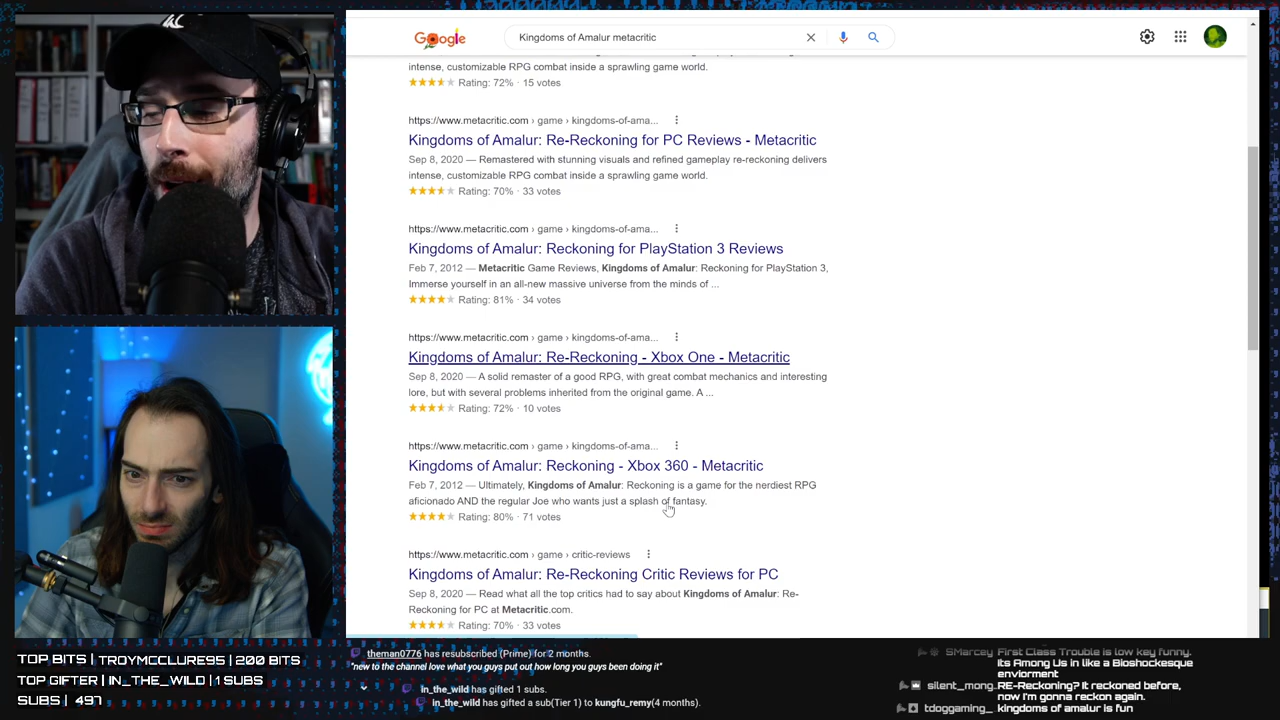 Google
Kingdoms of Amalur metacritic
intense, customizable RPG combat inside a sprawling game world.
Rating: 72% · 15 votes
https://www.metacritic.com › game › kingdoms-of-ama...
Kingdoms of Amalur: Re-Reckoning for PC Reviews - Metacritic
Sep 8, 2020 — Remastered with stunning visuals and refined gameplay re-reckoning delivers
intense, customizable RPG combat inside a sprawling game world.
Rating: 70% · 33 votes
https://www.metacritic.com › game › kingdoms-of-ama...
Kingdoms of Amalur: Reckoning for PlayStation 3 Reviews
Feb 7, 2012 — Metacritic Game Reviews, Kingdoms of Amalur: Reckoning for PlayStation 3,
Immerse yourself in an all-new massive universe from the minds of ...
Rating: 81% · 34 votes
https://www.metacritic.com › game › kingdoms-of-ama...
Kingdoms of Amalur: Re-Reckoning - Xbox One - Metacritic
Sep 8, 2020 — A solid remaster of a good RPG, with great combat mechanics and interesting
lore, but with several problems inherited from the original game. A ...
Rating: 72% · 10 votes
https://www.metacritic.com › game › kingdoms-of-ama...
Kingdoms of Amalur: Reckoning - Xbox 360 - Metacritic
Feb 7, 2012 — Ultimately, Kingdoms of Amalur: Reckoning is a game for the nerdiest RPG
aficionado AND the regular Joe who wants just a splash of fantasy.
Rating: 80% · 71 votes
https://www.metacritic.com › game › critic-reviews
Kingdoms of Amalur: Re-Reckoning Critic Reviews for PC
Sep 8, 2020 — Read what all the top critics had to say about Kingdoms of Amalur: Re-
Reckoning for PC at Metacritic.com.
Rating: 70% · 33 votes
TOP BITS | TROYMCCLURE95 | 200 BITS
TOP GIFTER | IN_THE_WILD | 1 SUBS
SUBS | 497
theman0776 has resubscribed (Prime) for 2 months.
"new to the channel love what you guys put out how long you guys been doing it"
in_the_wild has gifted 1 subs.
in_the_wild has gifted a sub(Tier 1) to kungfu_remy(4 months).
SMarcey First Class Trouble is low key funny.
Its Among Us in like a Bioshockesque
enviorment
silent_mong.. RE-Reckoning? It reckoned before,
now I'm gonna reckon again.
tdoggaming_.. kingdoms of amalur is fun